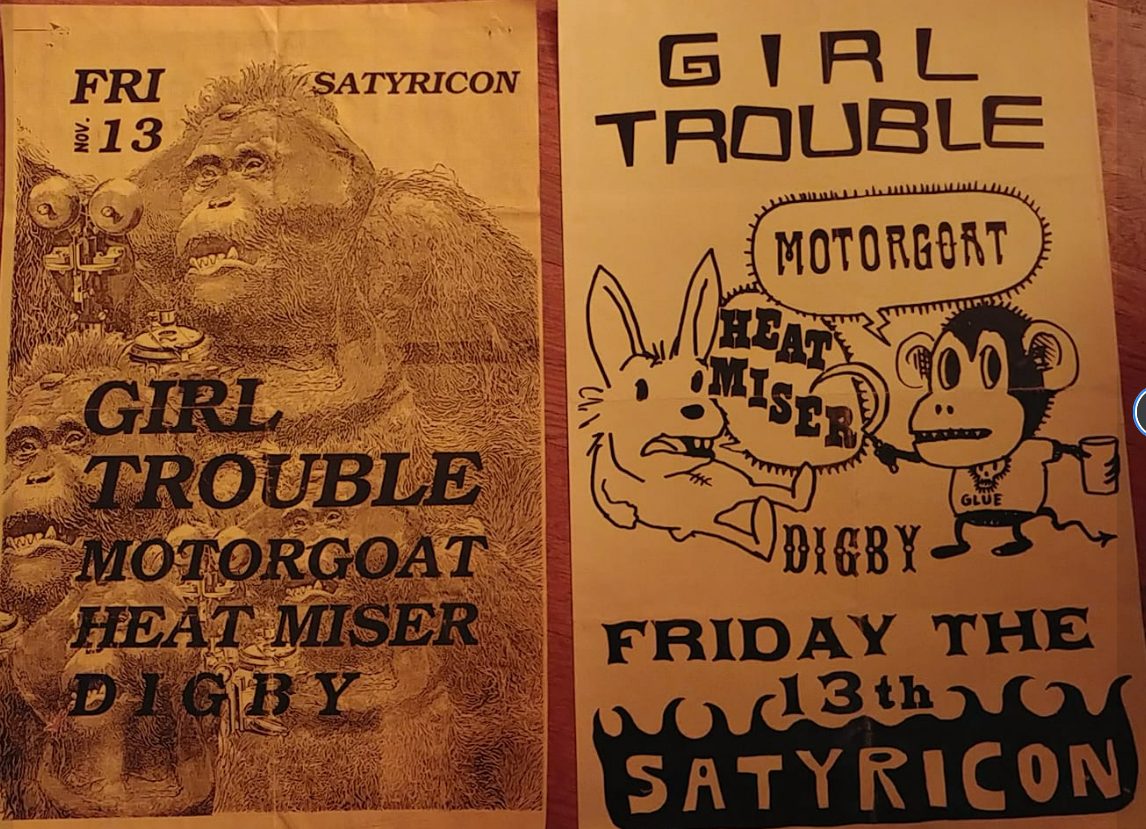 FRI
NOV. 13
SATYRICON
GIRL
TROUBLE
MOTORGOAT
HEAT MISER
DIGBY
GIRL
TROUBLE
MOTORGOAT
HEAT
MISER
GLUE
DIGBY
FRIDAY THE
13th
SATYRICON